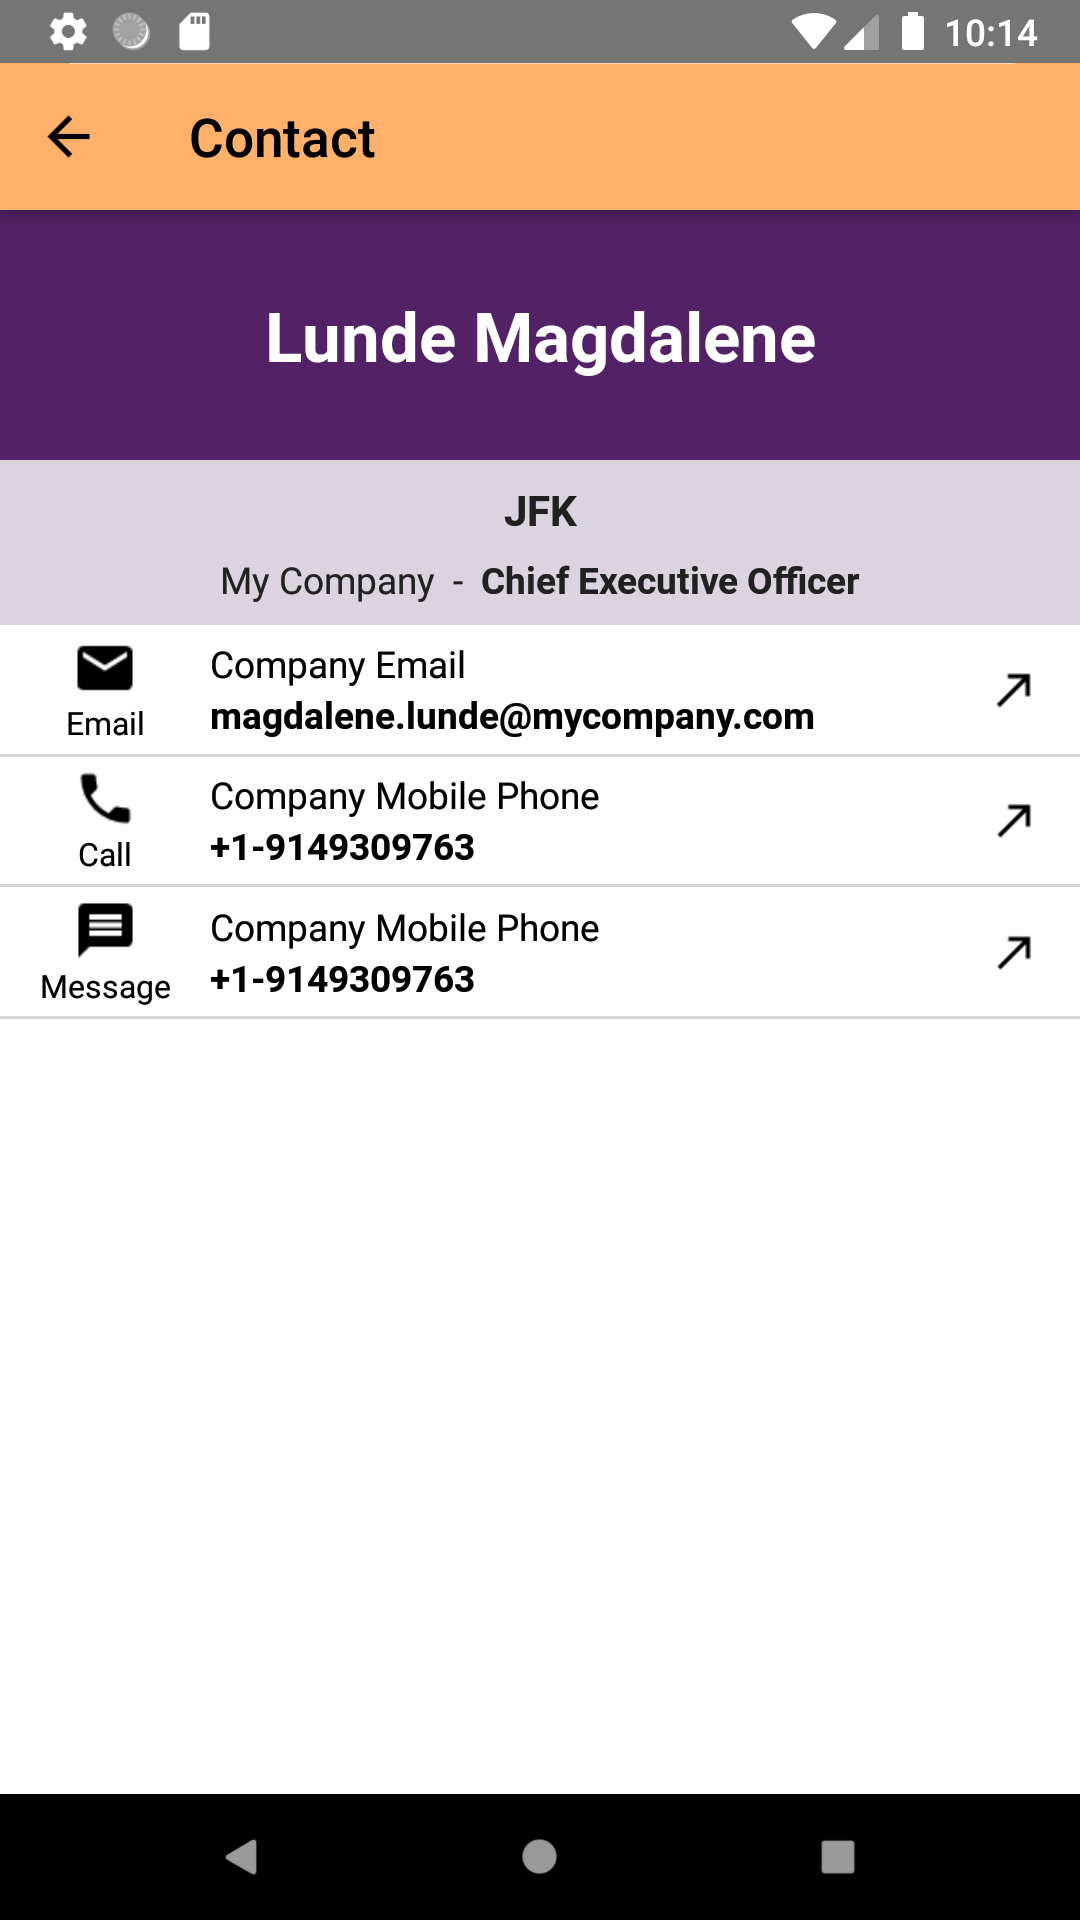 10:14
Contact
Lunde Magdalene
JFK
My Company - Chief Executive Officer
Company Email
Email
magdalene.lunde@mycompany.com
Company Mobile Phone
Call
+1-9149309763
Company Mobile Phone
Message
+1-9149309763